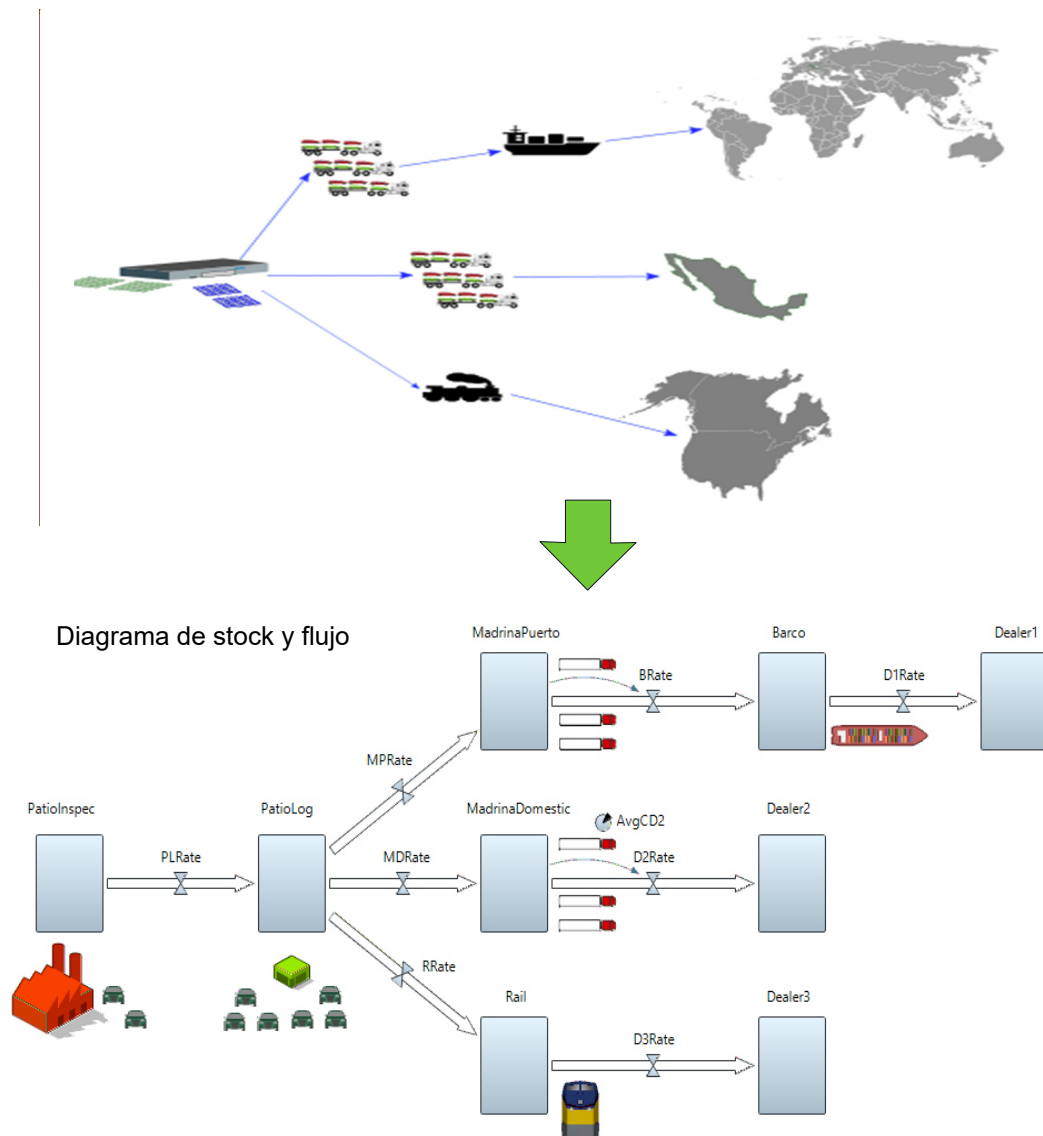 Diagrama de stock y flujo
MadrinaPuerto
Barco
Dealer1
BRate
D1Rate
MPRate
PatioInspec
PatioLog
MadrinaDomestic
Dealer2
AvgCD2
PLRate
MDRate
D2Rate
RRate
Rail
Dealer3
D3Rate